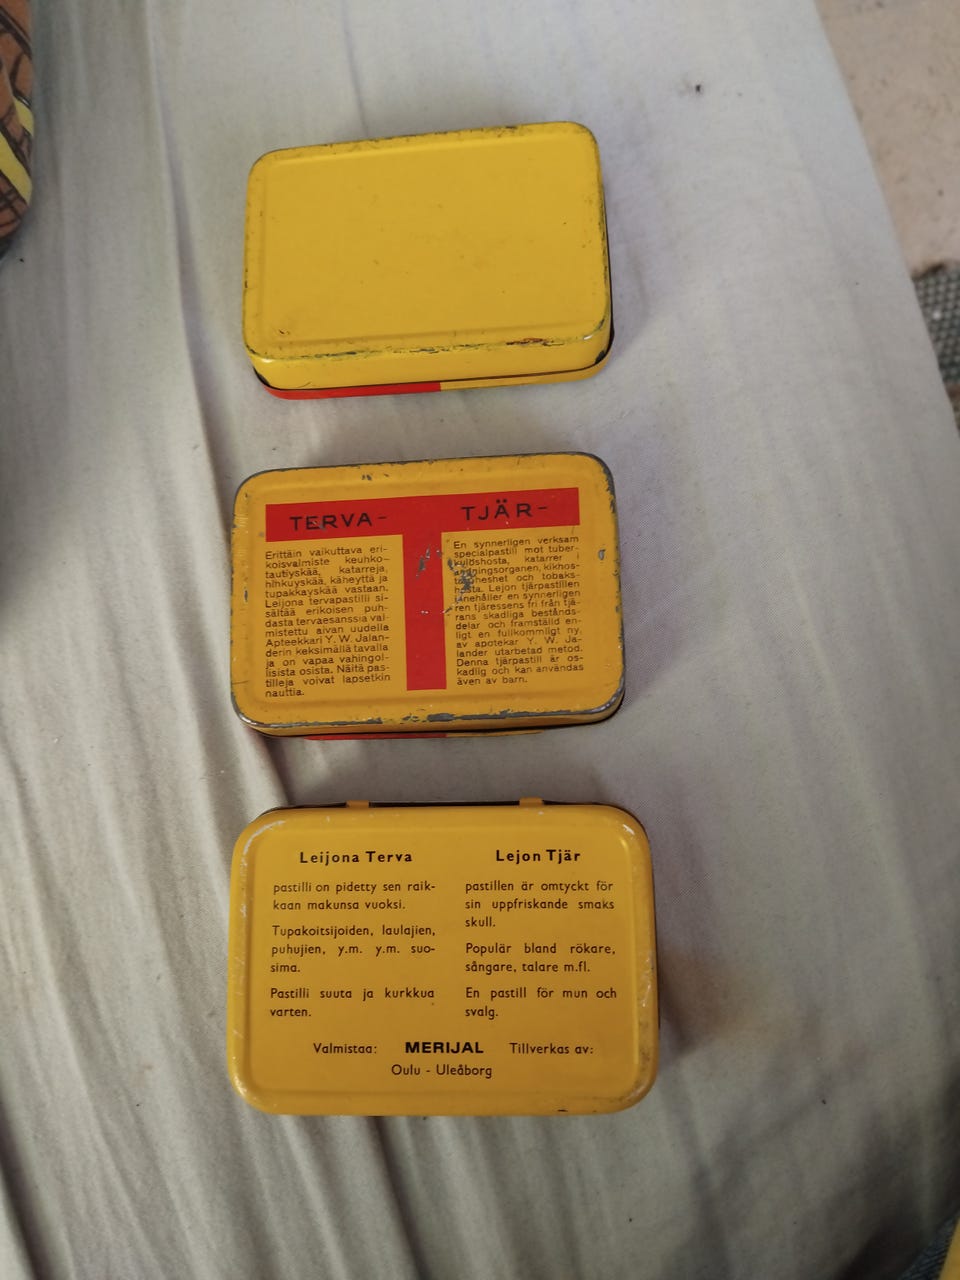 TERVA-
Erittäin vaikuttava eri-
koisvalmiste keuhko-
tautiyskää, katarreja,
hihkuyskää, käheyttä ja
tupakkayskää vastaan.
Leijona tervapastilli si-
sältää erikoisen puh-
dasta tervaesanssia val-
mistettu aivan uudella
Apteekkari Y. W. Jalan-
derin keksimällä tavalla
ja on vapaa vahingol-
lisista osista. Näitä pas-
tilleja voivat lapsetkin
nauttia.
TJÄR-
En synnerligen verksam
specialpastill mot tuber-
kulöshosta, katarrer i
andningsorganen, kikhos-
ta, heshet och tobaks-
hosta. Lejon tjärpastillen
innehåller en synnerligen
ren tjäressens fri från tjä-
rans skadliga bestånds-
delar och framställd en-
ligt en fullkommligt ny,
av apotekar Y. W. Ja-
lander utarbetad metod.
Denna tjärpastill är os-
kadlig och kan användas
även av barn.
Leijona Terva
pastilli on pidetty sen raik-
kaan makunsa vuoksi.
Tupakoitsijoiden, laulajien,
puhujien, y.m. y.m. suo-
sima.
Pastilli suuta ja kurkkua
varten.
Lejon Tjär
pastillen är omtyckt för
sin uppfriskande smaks
skull.
Populär bland rökare,
sångare, talare m.fl.
En pastill för mun och
svalg.
Valmistaa: MERIJAL Tillverkas av:
Oulu - Uleåborg